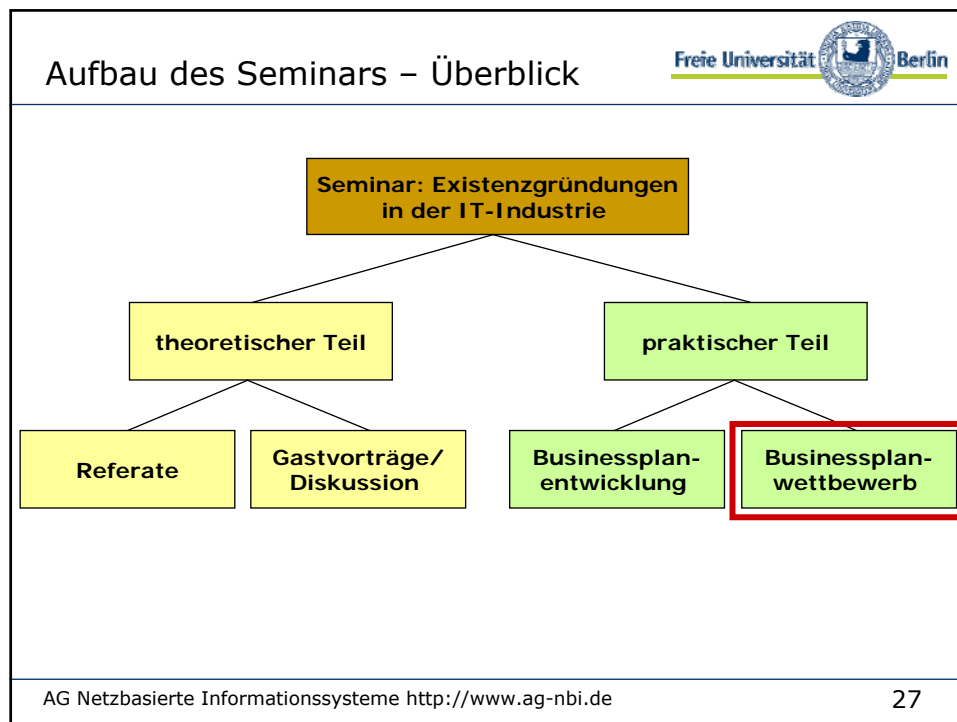 Aufbau des Seminars – Überblick
Freie Universität Berlin
Seminar: Existenzgründungen
in der IT-Industrie
theoretischer Teil
praktischer Teil
Referate
Gastvorträge/
Diskussion
Businessplan-
entwicklung
Businessplan-
wettbewerb
AG Netzbasierte Informationssysteme http://www.ag-nbi.de
27